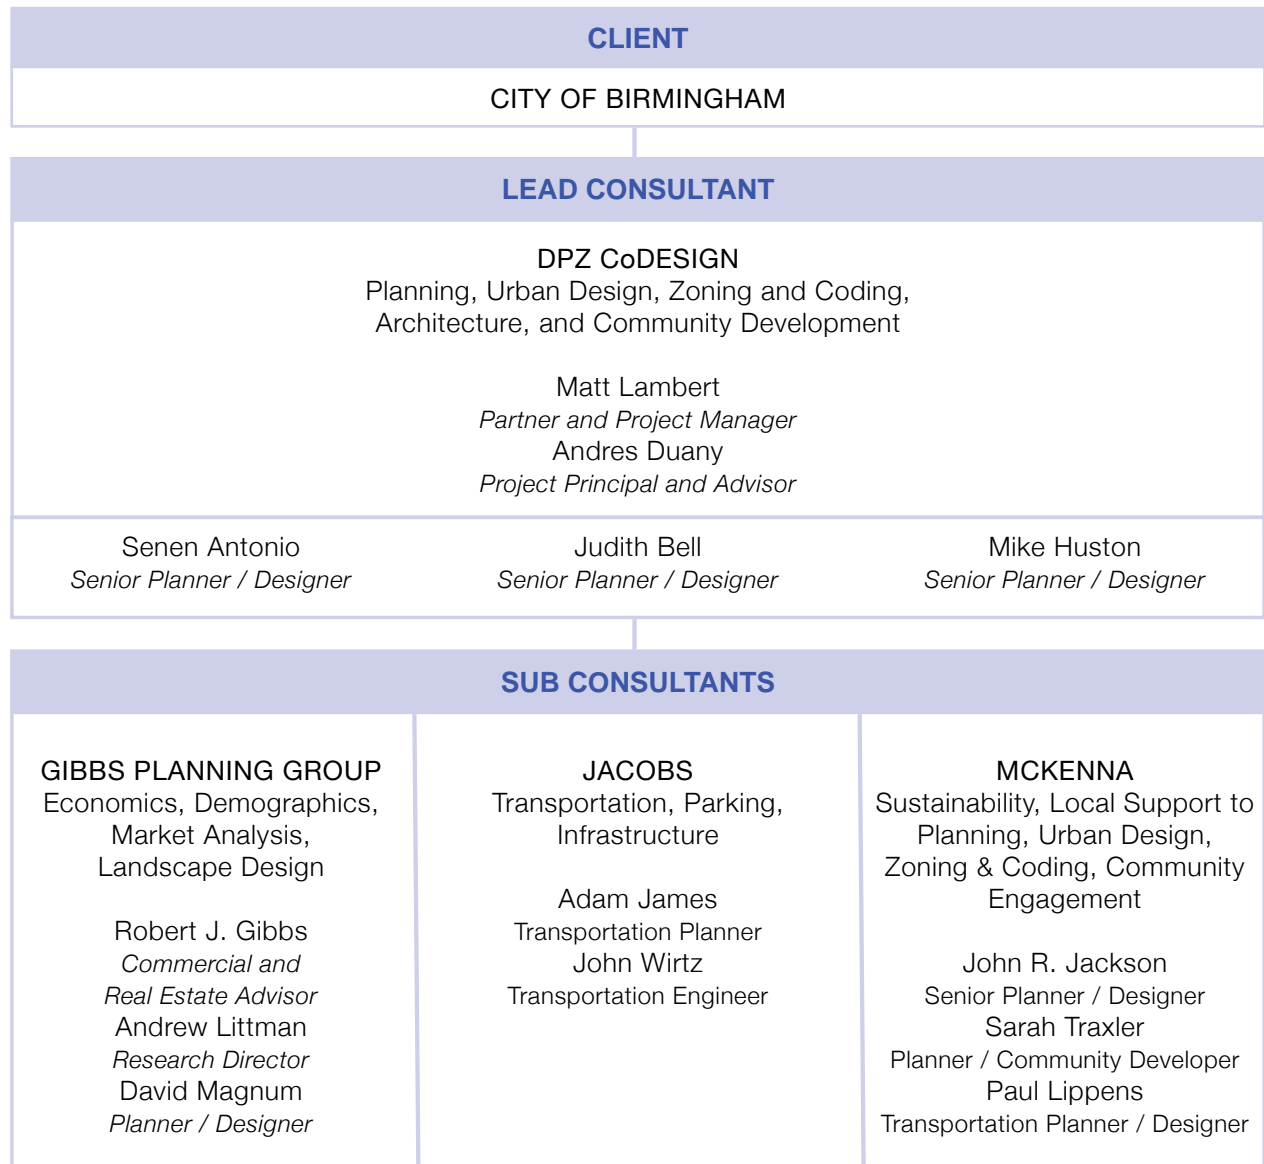 CLIENT
CITY OF BIRMINGHAM
LEAD CONSULTANT
DPZ CoDESIGN
Planning, Urban Design, Zoning and Coding,
Architecture, and Community Development
Matt Lambert
Partner and Project Manager
Andres Duany
Project Principal and Advisor
Senen Antonio
Senior Planner / Designer
Judith Bell
Senior Planner / Designer
Mike Huston
Senior Planner / Designer
SUB CONSULTANTS
GIBBS PLANNING GROUP
Economics, Demographics,
Market Analysis,
Landscape Design
Robert J. Gibbs
Commercial and
Real Estate Advisor
Andrew Littman
Research Director
David Magnum
Planner / Designer
JACOBS
Transportation, Parking,
Infrastructure
Adam James
Transportation Planner
John Wirtz
Transportation Engineer
MCKENNA
Sustainability, Local Support to
Planning, Urban Design,
Zoning & Coding, Community
Engagement
John R. Jackson
Senior Planner / Designer
Sarah Traxler
Planner / Community Developer
Paul Lippens
Transportation Planner / Designer